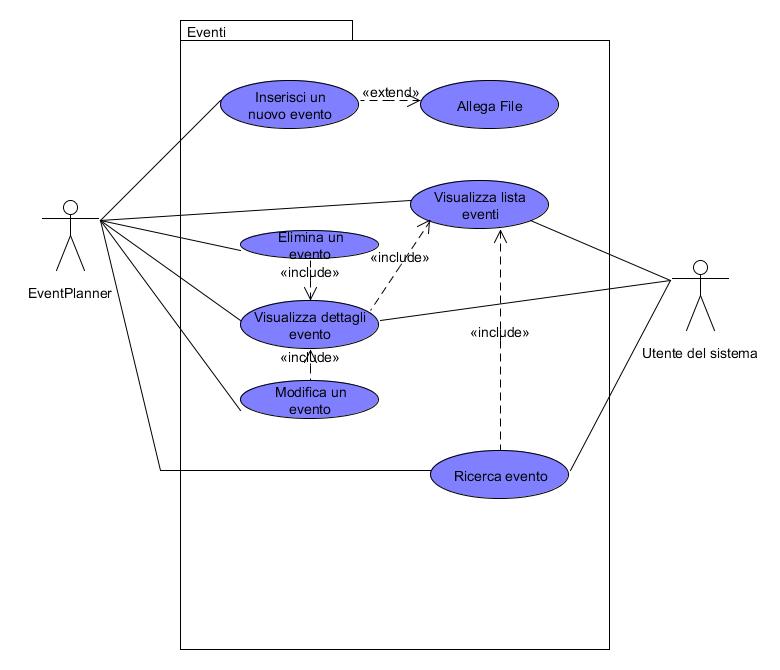 Eventi
Inserisci un
nuovo evento
«extend»
Allega File
Visualizza lista
eventi
Elimina un
evento
«include»
«include»
EventPlanner
Visualizza dettagli
evento
«include»
«include»
Utente del sistema
Modifica un
evento
Ricerca evento